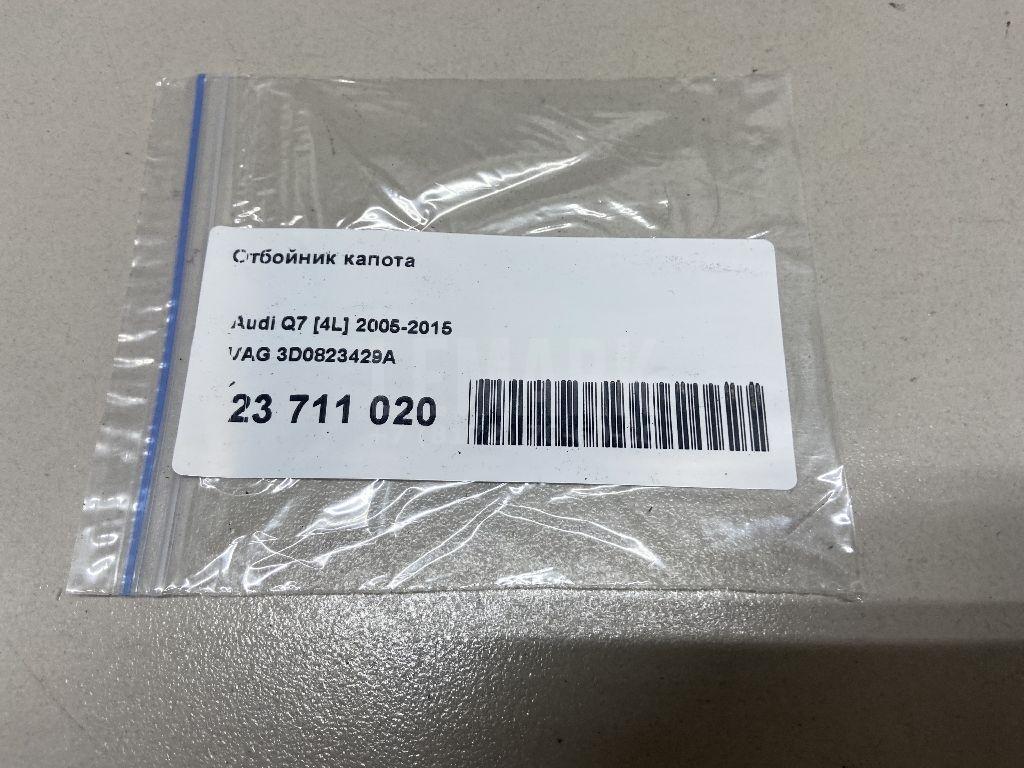 Отбойник капота
Audi Q7 [4L] 2005-2015
VAG 3D0823429A
23 711 020